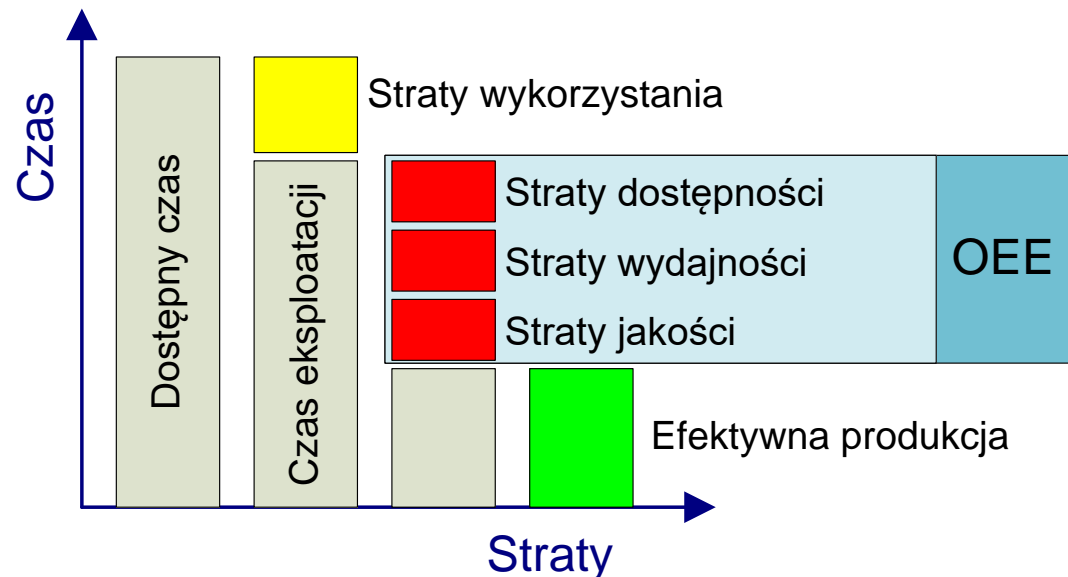 Czas
Dostępny czas
Czas eksploatacji
Straty wykorzystania
Straty dostępności
Straty wydajności
Straty jakości
OEE
Efektywna produkcja
Straty